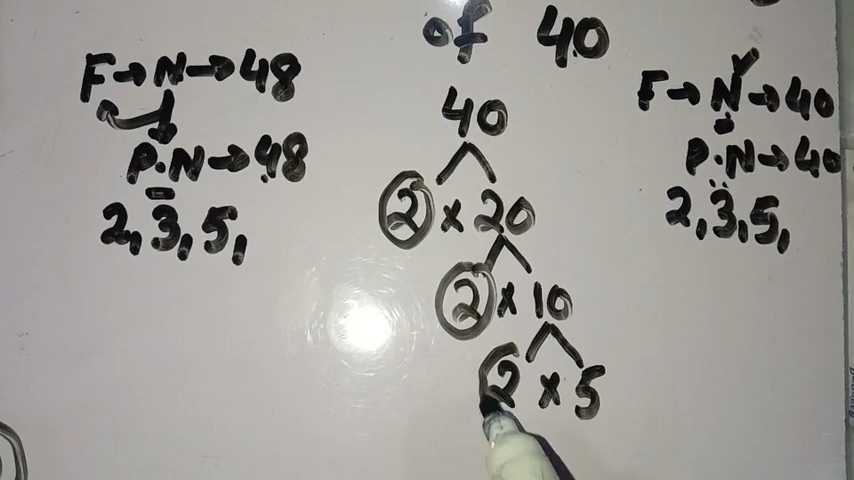 of 40
F→N→48
P.N→48
2, 3, 5,
40
2 × 20
2 × 10
2 × 5
F→N→40
P.N→40
2, 3, 5,